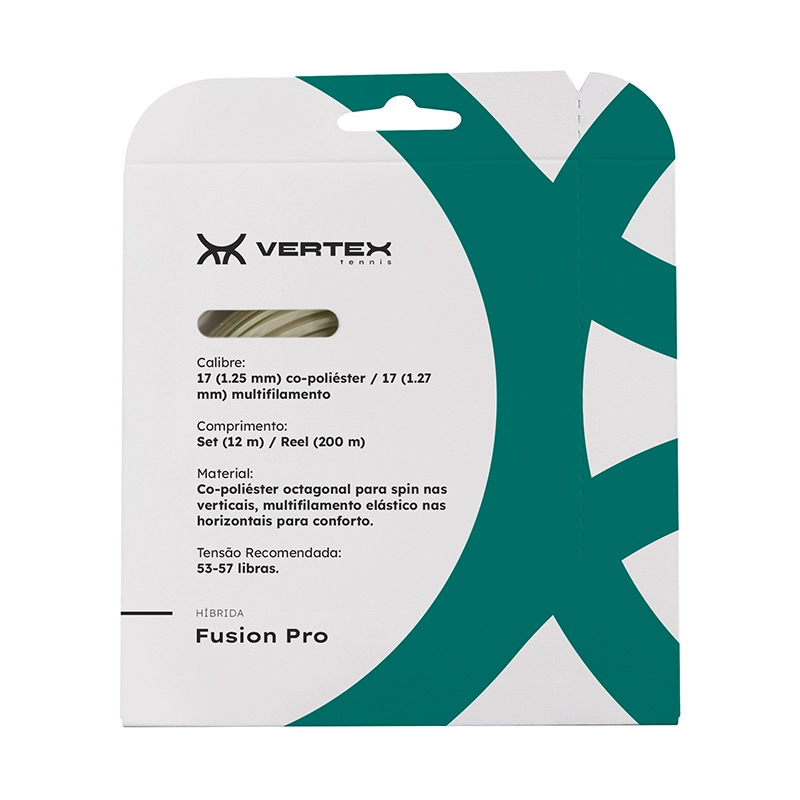 VERTEX
tennis
Calibre:
17 (1.25 mm) co-poliéster / 17 (1.27
mm) multifilamento
Comprimento:
Set (12 m) / Reel (200 m)
Material:
Co-poliéster octagonal para spin nas
verticais, multifilamento elástico nas
horizontais para conforto.
Tensão Recomendada:
53-57 libras.
HÍBRIDA
Fusion Pro